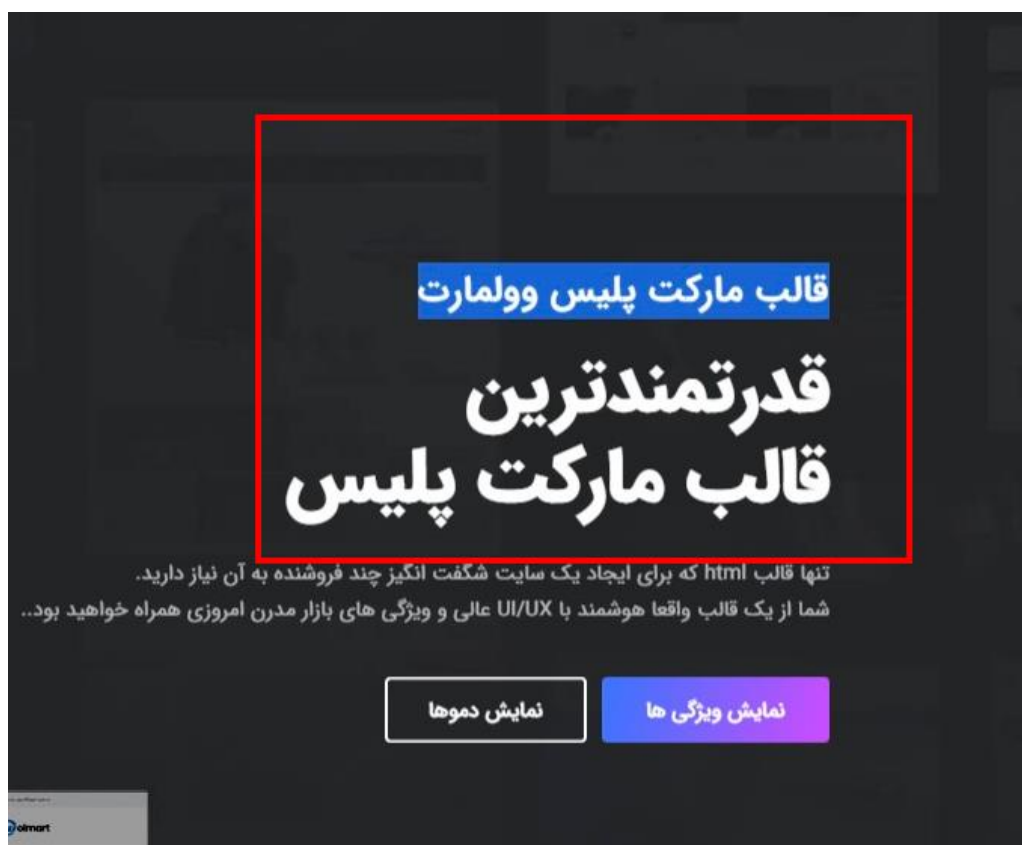 قالب مارکت پلیس وولمارت
قدرتمندترین
قالب مارکت پلیس
تنها قالب html که برای ایجاد یک سایت شگفت انگیز چند فروشنده به آن نیاز دارید.
شما از یک قالب واقعا هوشمند با UI/UX عالی و ویژگی های بازار مدرن امروزی همراه خواهید بود..
نمایش ویژگی ها
نمایش دموها
olmart